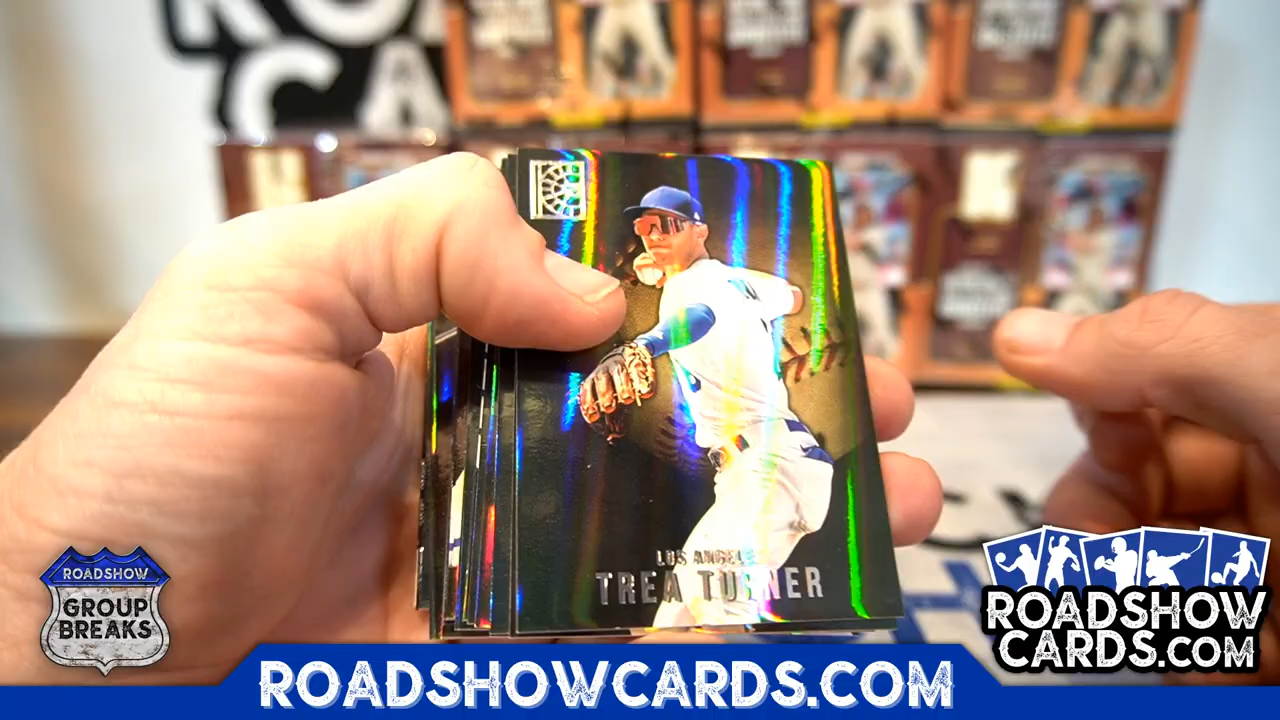 LOS ANGELES
TREA TURNER
ROADSHOW
GROUP
BREAKS
ROADSHOWCARDS.COM
ROADSHOW
CARDS.COM